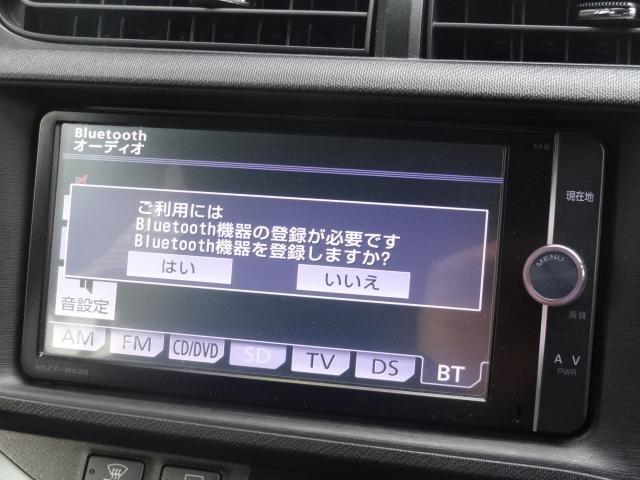 Bluetooth
オーディオ
ご利用には
Bluetooth機器の登録が必要です
Bluetooth機器を登録しますか?
はい
いいえ
音設定
AM
FM
CD/DVD
SD
TV
DS
BT
NSZT-W62G
現在地
MENU
画質
A V
PWR